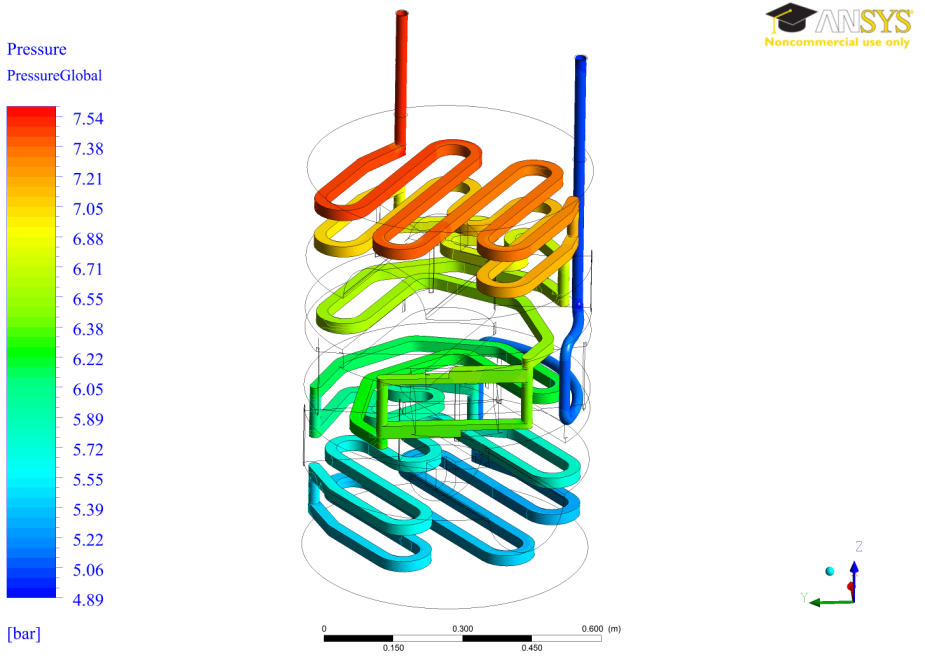 ANSYS
Noncommercial use only
Pressure
PressureGlobal
7.54
7.38
7.21
7.05
6.88
6.71
6.55
6.38
6.22
6.05
5.89
5.72
5.55
5.39
5.22
5.06
4.89
[bar]
Z
Y
0 0.300 0.600 (m)
0.150 0.450